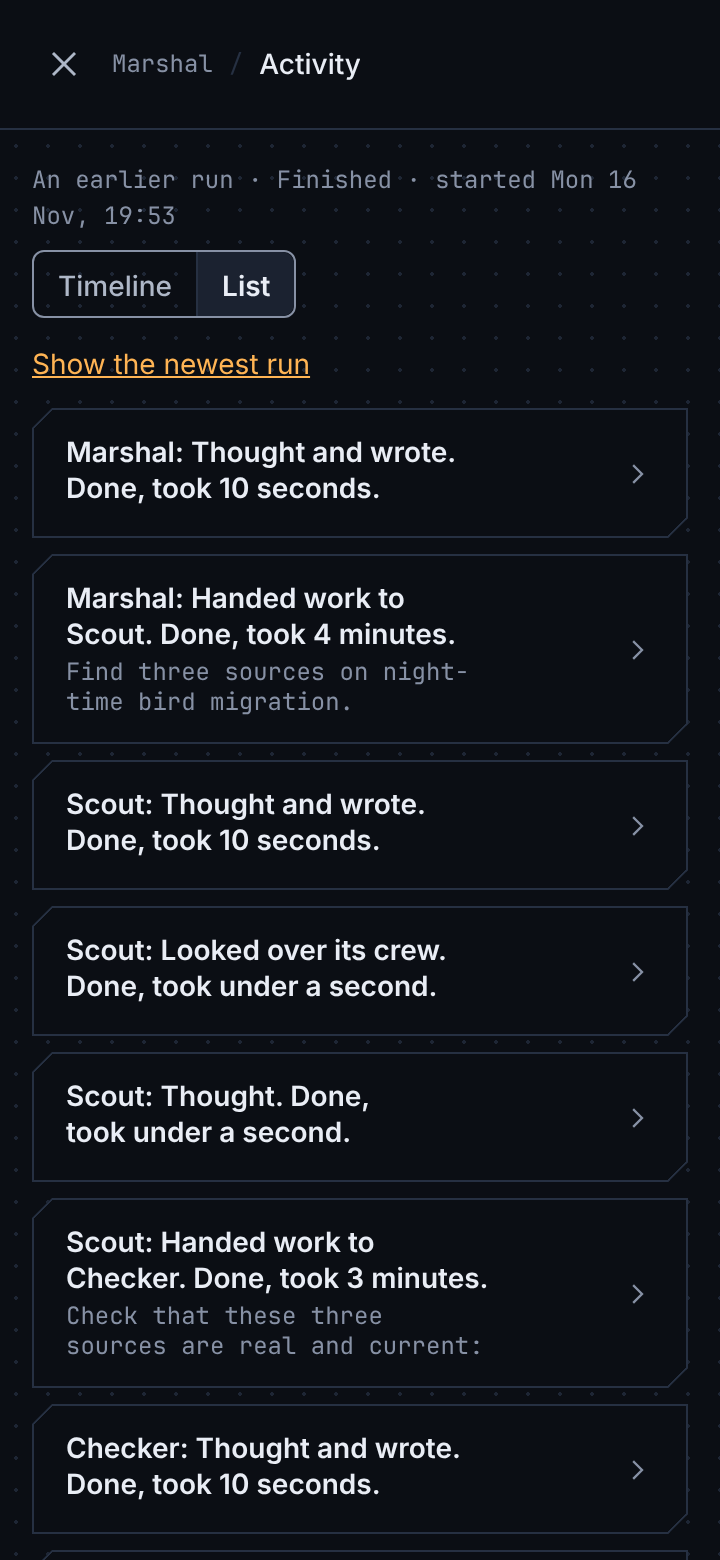 Marshal / Activity
An earlier run · Finished · started Mon 16
Nov, 19:53
Timeline List
Show the newest run
Marshal: Thought and wrote.
Done, took 10 seconds.
Marshal: Handed work to
Scout. Done, took 4 minutes.
Find three sources on night-
time bird migration.
Scout: Thought and wrote.
Done, took 10 seconds.
Scout: Looked over its crew.
Done, took under a second.
Scout: Thought. Done,
took under a second.
Scout: Handed work to
Checker. Done, took 3 minutes.
Check that these three
sources are real and current:
Checker: Thought and wrote.
Done, took 10 seconds.